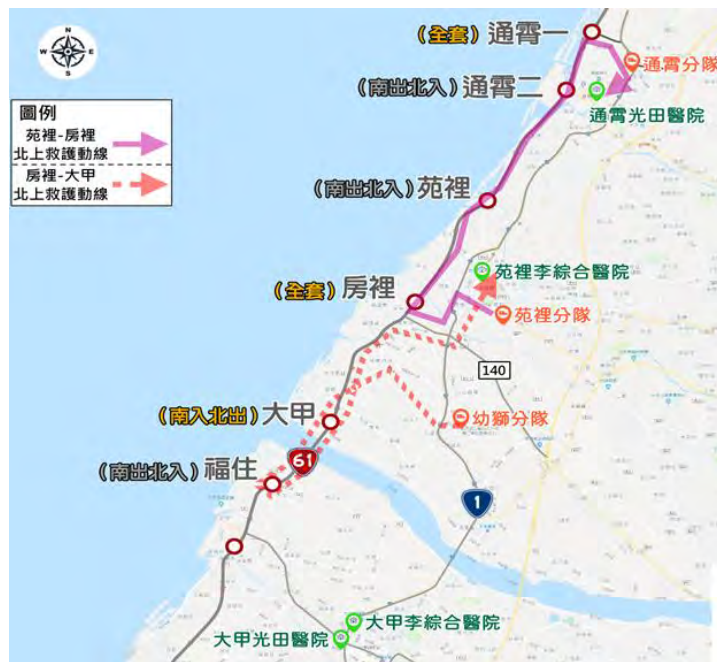 N
W E
S
圖例
苑裡-房裡
北上救護動線
房裡-大甲
北上救護動線
(全套) 通霄一
通霄分隊
(南出北入) 通霄二
通霄光田醫院
(南出北入) 苑裡
苑裡李綜合醫院
(全套) 房裡
苑裡分隊
140
(南入北出) 大甲
幼獅分隊
61
(南出北入) 福住
1
大甲李綜合醫院
大甲光田醫院